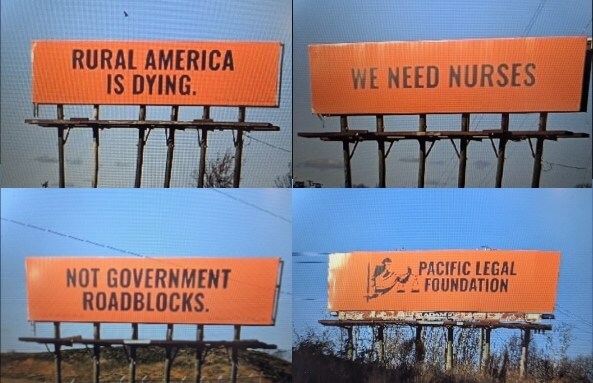 RURAL AMERICA
IS DYING.
WE NEED NURSES
NOT GOVERNMENT
ROADBLOCKS.
PACIFIC LEGAL
FOUNDATION